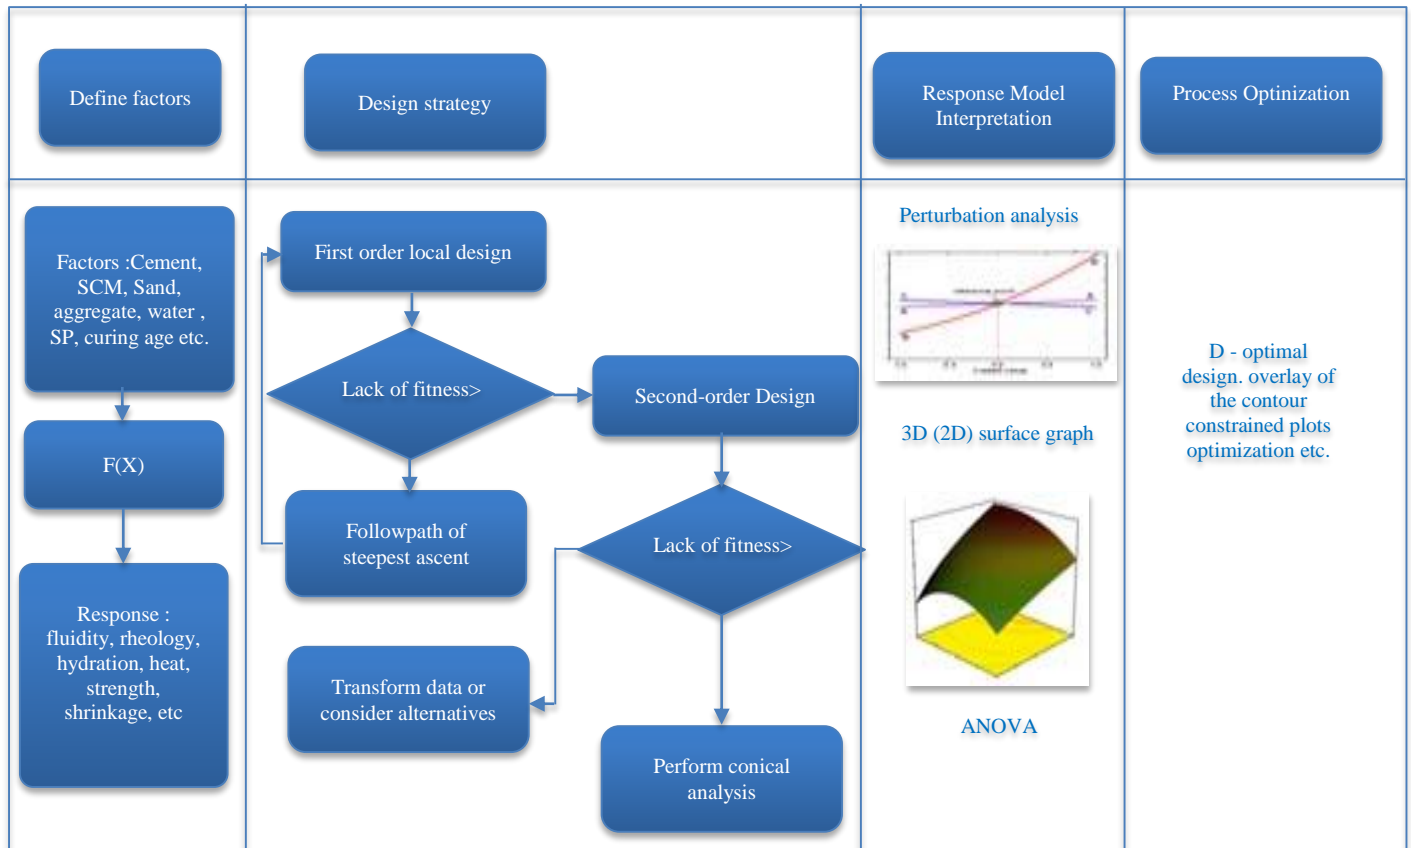 Define factors
Design strategy
Response Model
Interpretation
Process Optinization
Factors :Cement,
SCM, Sand,
aggregate, water ,
SP, curing age etc.
F(X)
Response :
fluidity, rheology,
hydration, heat,
strength,
shrinkage, etc
First order local design
Lack of fitness>
Followpath of
steepest ascent
Second-order Design
Lack of fitness>
Transform data or
consider alternatives
Perform conical
analysis
Perturbation analysis
3D (2D) surface graph
ANOVA
D - optimal
design. overlay of
the contour
constrained plots
optimization etc.